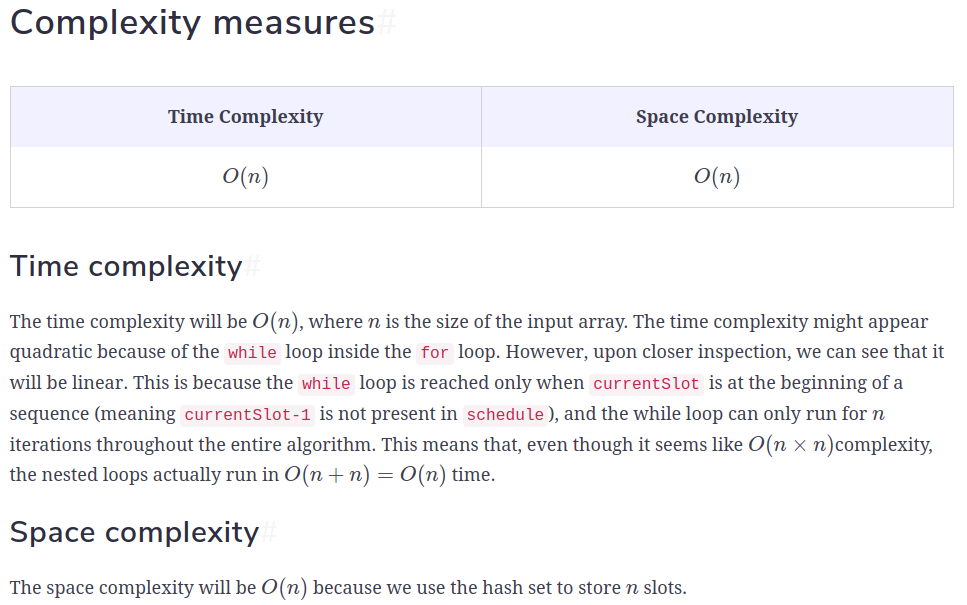 Complexity measures#
Time Complexity Space Complexity
O(n) O(n)
Time complexity#
The time complexity will be O(n), where n is the size of the input array. The time complexity might appear
quadratic because of the while loop inside the for loop. However, upon closer inspection, we can see that it
will be linear. This is because the while loop is reached only when currentSlot is at the beginning of a
sequence (meaning currentSlot-1 is not present in schedule), and the while loop can only run for n
iterations throughout the entire algorithm. This means that, even though it seems like O(n × n)complexity,
the nested loops actually run in O(n + n) = O(n) time.
Space complexity#
The space complexity will be O(n) because we use the hash set to store n slots.